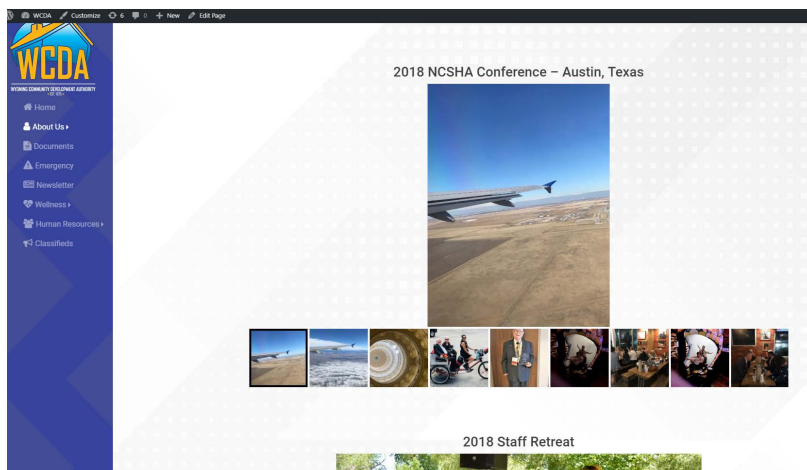 WCDA
Customize
6
0
New
Edit Page
WCDA
WYOMING COMMUNITY DEVELOPMENT AUTHORITY
Home
About Us
Documents
Emergency
Newsletter
Wellness
Human Resources
Classifieds
2018 NCSHA Conference – Austin, Texas
2018 Staff Retreat